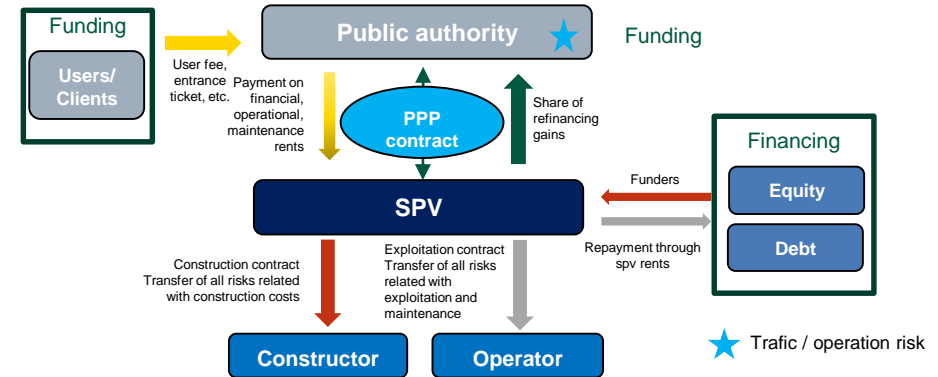 Funding
Users/
Clients
User fee,
entrance
ticket, etc.
Public authority
Funding
Payment on
financial,
operational,
maintenance
rents
PPP
contract
Share of
refinancing
gains
Financing
Equity
Debt
Funders
Repayment through
spv rents
SPV
Construction contract
Transfer of all risks related
with construction costs
Exploitation contract
Transfer of all risks
related with
exploitation and
maintenance
Constructor
Operator
Trafic / operation risk